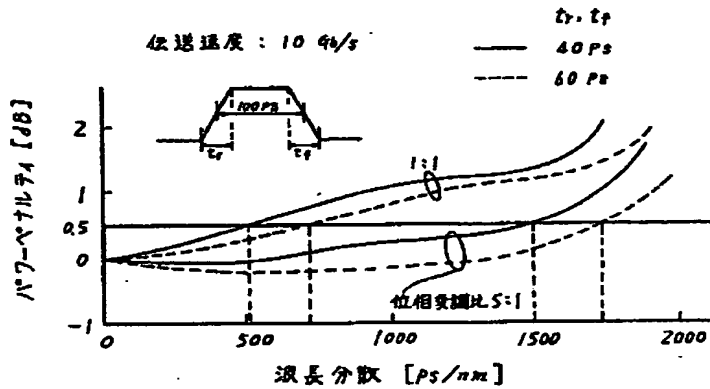 伝送速度 : 10 Gb/s
tr, tf
40 PS
60 PS
100PS
tr
tf
1:1
位相変調比5:1
パワーペナルティ [dB]
2
1
0.5
0
-1
0
500
1000
1500
2000
波長分散 [ps/nm]